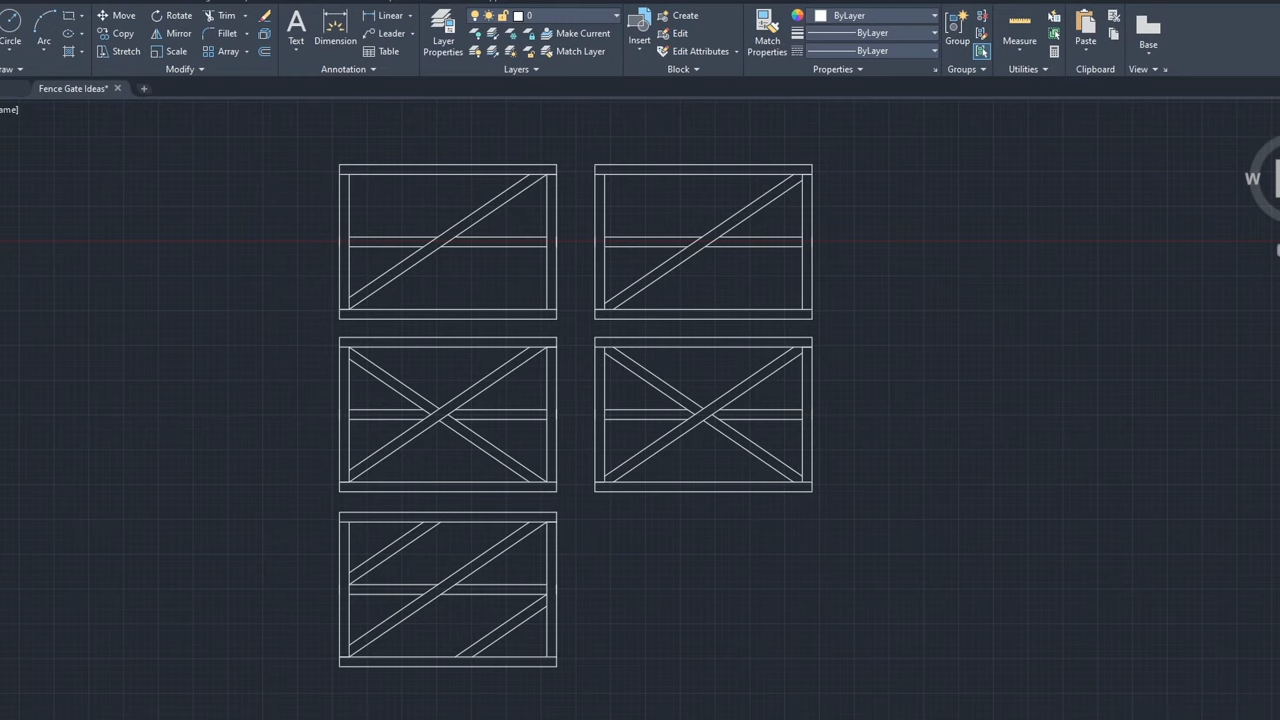 Move Rotate Trim Linear 0 Create ByLayer
Circle Arc Copy Mirror Fillet Text Dimension Leader Layer Properties Make Current Insert Edit Match Properties ByLayer Group Measure Paste Base
Stretch Scale Array Table Match Layer Edit Attributes ByLayer
raw Modify Annotation Layers Block Properties Groups Utilities Clipboard View
Fence Gate Ideas*
ame]
W